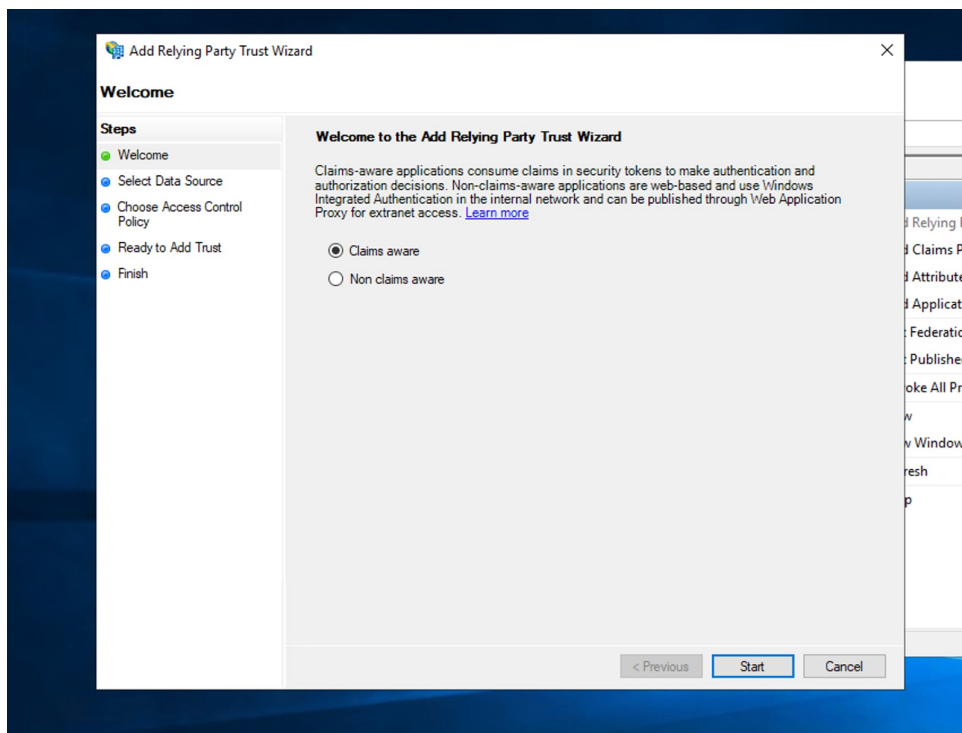 Add Relying Party Trust Wizard
Welcome
Steps
Welcome
Select Data Source
Choose Access Control
Policy
Ready to Add Trust
Finish
Welcome to the Add Relying Party Trust Wizard
Claims-aware applications consume claims in security tokens to make authentication and
authorization decisions. Non-claims-aware applications are web-based and use Windows
Integrated Authentication in the internal network and can be published through Web Application
Proxy for extranet access. Learn more
Claims aware
Non claims aware
< Previous
Start
Cancel
Relying
Claims
All
Window